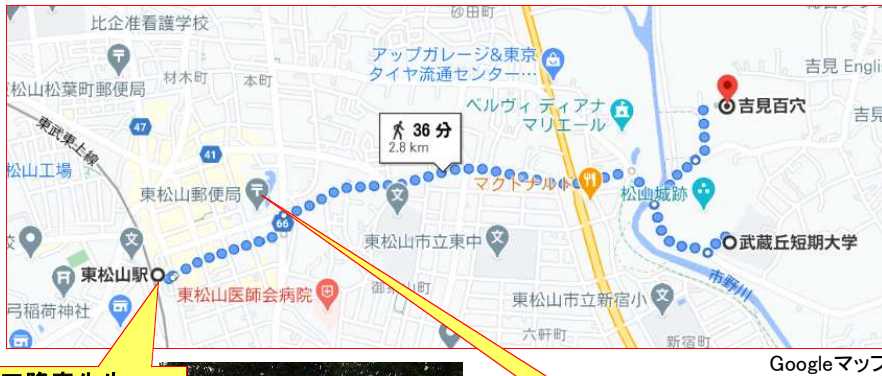 比企准看護学校
砂田町
アップガレージ&東京
タイヤ流通センター…
吉見 Englis
松山松葉町郵便局
材木町
本町
ベルヴィ ディアナ
マリエール
吉見百穴
吉見
東武東上線
47
36 分
2.8 km
41
松山工場
東松山郵便局
マクドナルド
松山城跡
66
武蔵丘短期大学
東松山市立東中
東松山駅
市野川
東松山医師会病院
東松山市立新宿小
弓稲荷神社
六軒町
新宿町
Googleマップ